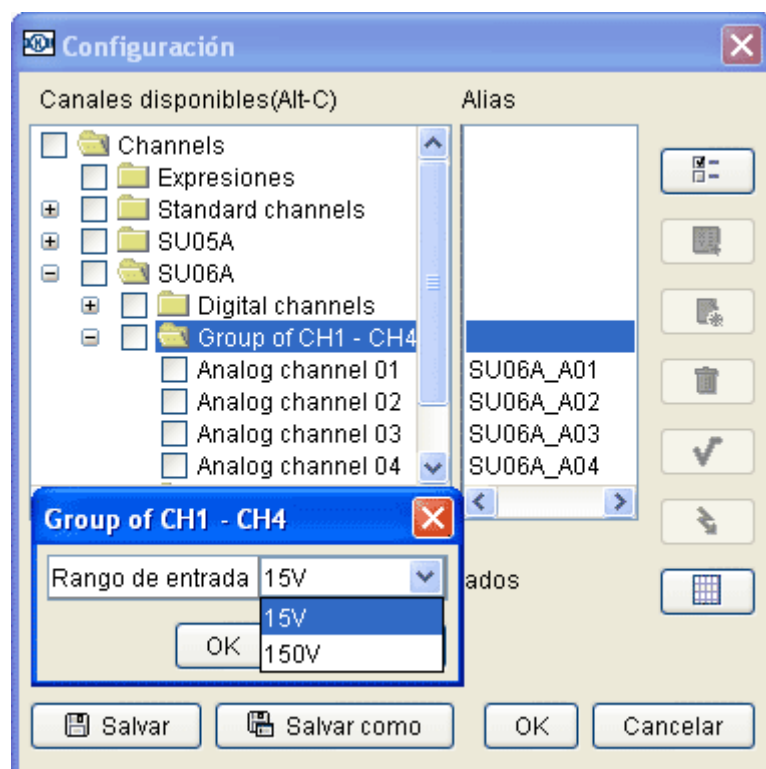 Configuración
Canales disponibles(Alt-C) Alias
Channels
Expresiones
Standard channels
SU05A
SU06A
Digital channels
Group of CH1 - CH4
Analog channel 01 SU06A_A01
Analog channel 02 SU06A_A02
Analog channel 03 SU06A_A03
Analog channel 04 SU06A_A04
Group of CH1 - CH4
Rango de entrada 15V
ados
15V
OK
150V
Salvar Salvar como OK Cancelar